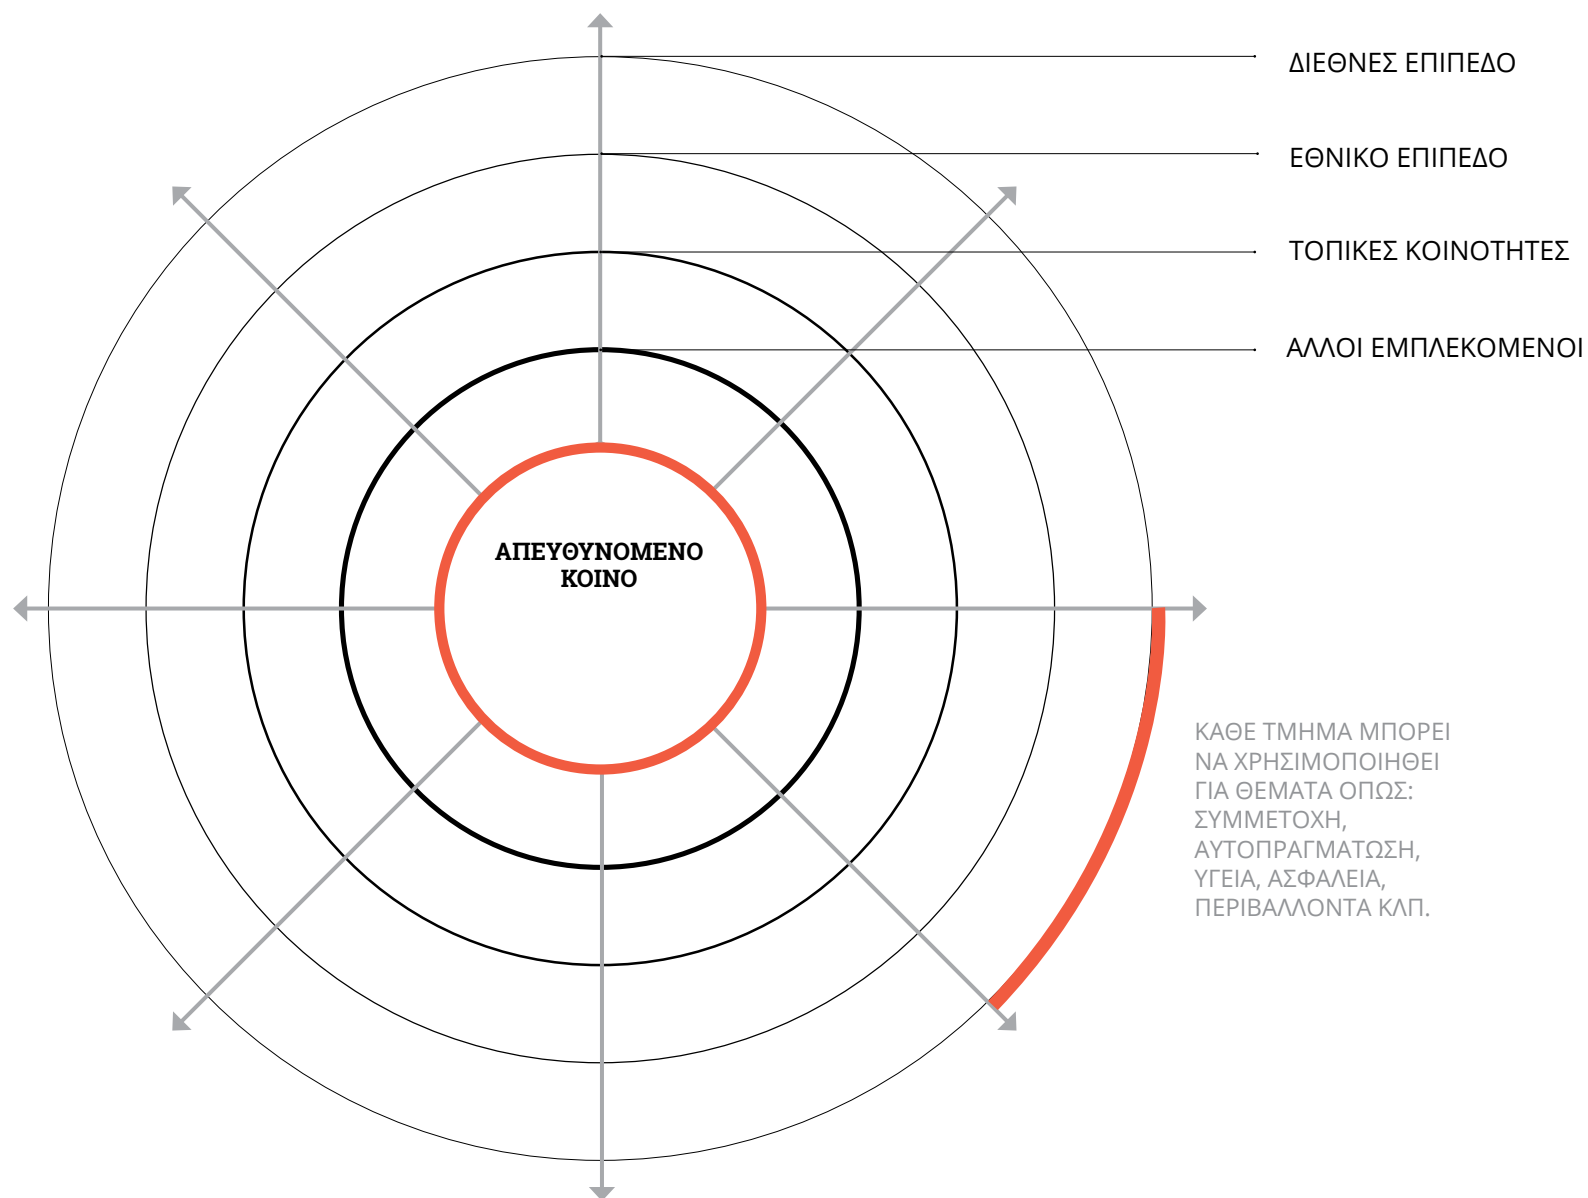 ΔΙΕΘΝΕΣ ΕΠΙΠΕΔΟ
ΕΘΝΙΚΟ ΕΠΙΠΕΔΟ
ΤΟΠΙΚΕΣ ΚΟΙΝΟΤΗΤΕΣ
ΑΛΛΟΙ ΕΜΠΛΕΚΟΜΕΝΟΙ
ΑΠΕΥΘΥΝΟΜΕΝΟ
ΚΟΙΝΟ
ΚΑΘΕ ΤΜΗΜΑ ΜΠΟΡΕΙ
ΝΑ ΧΡΗΣΙΜΟΠΟΙΗΘΕΙ
ΓΙΑ ΘΕΜΑΤΑ ΟΠΩΣ:
ΣΥΜΜΕΤΟΧΗ,
ΑΥΤΟΠΡΑΓΜΑΤΩΣΗ,
ΥΓΕΙΑ, ΑΣΦΑΛΕΙΑ,
ΠΕΡΙΒΑΛΛΟΝΤΑ ΚΛΠ.